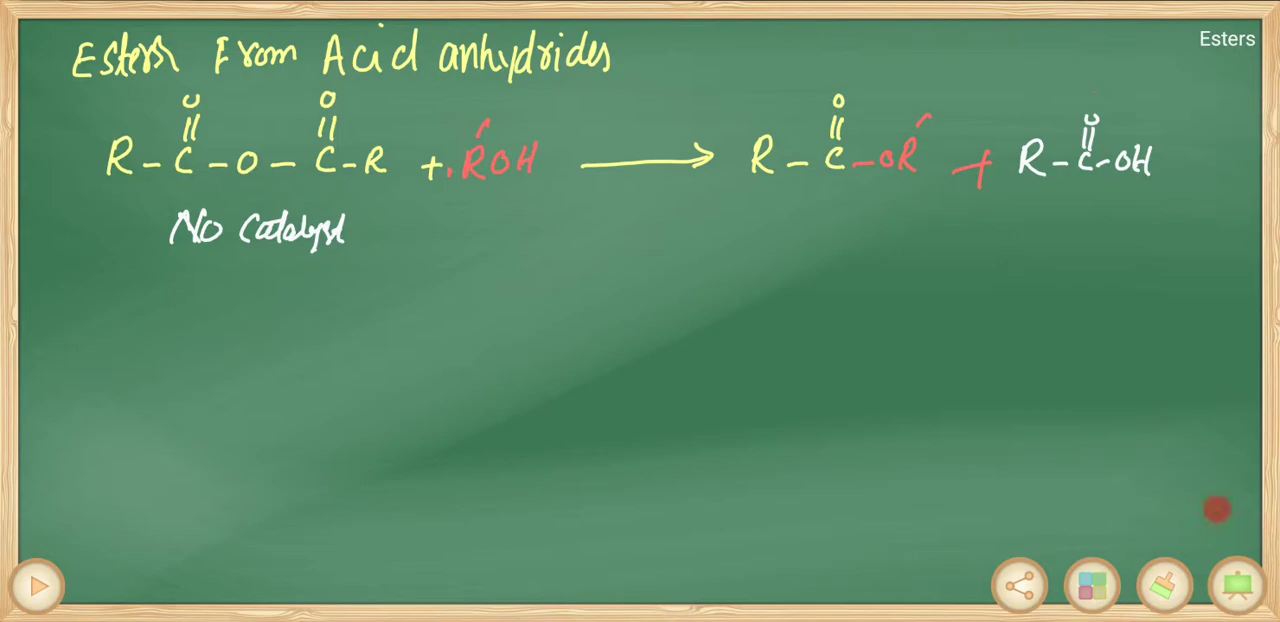 Esters
Esters From Acid anhydrides
O O O O
|| || || ||
R – C – O – C – R + R'OH ⟶ R – C – OR' + R – C – OH
No Catalyst